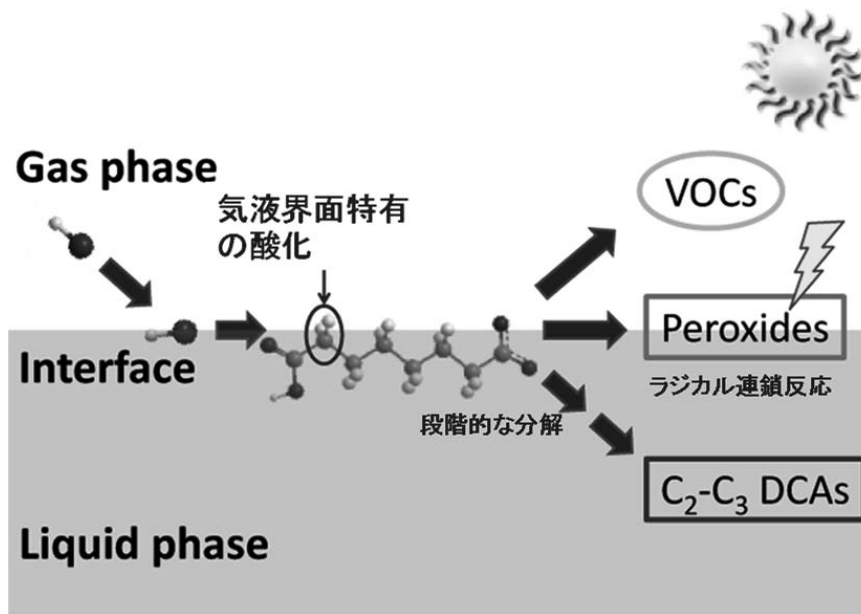 Gas phase
気液界面特有
の酸化
VOCs
Peroxides
Interface
ラジカル連鎖反応
段階的な分解
C₂-C₃ DCAs
Liquid phase